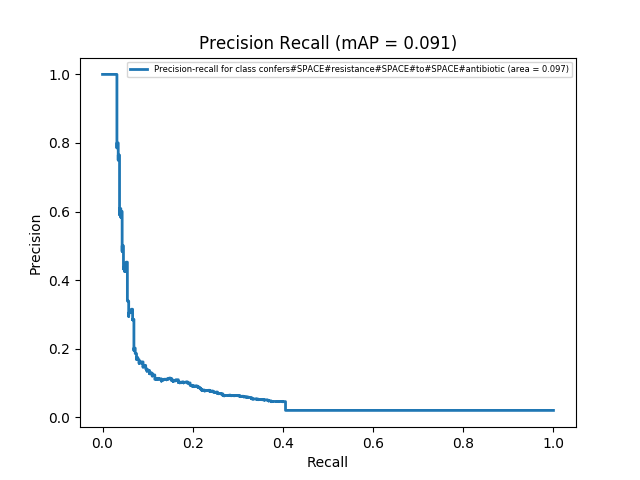 Precision Recall (mAP = 0.091)
Precision-recall for class confers#SPACE#resistance#SPACE#to#SPACE#antibiotic (area = 0.097)
1.0
0.8
0.6
0.4
0.2
0.0
Precision
0.0 0.2 0.4 0.6 0.8 1.0
Recall